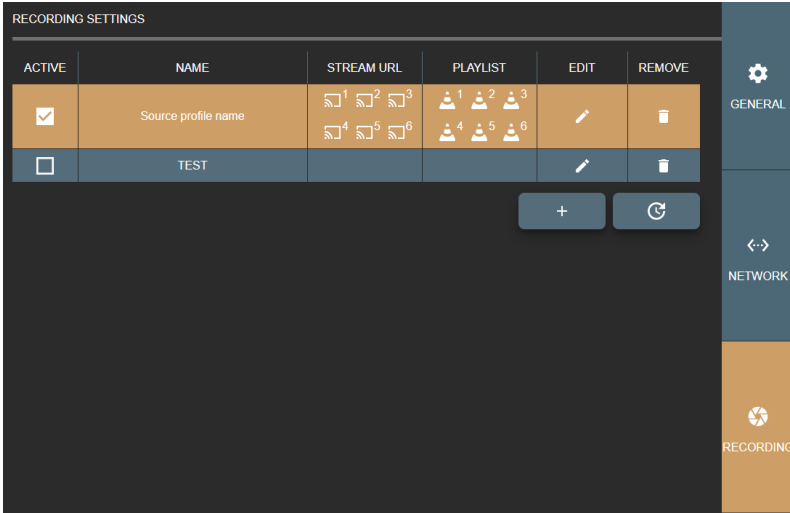 RECORDING SETTINGS
ACTIVE NAME STREAM URL PLAYLIST EDIT REMOVE
Source profile name
1 2 3 1 2 3
4 5 6 4 5 6
TEST
GENERAL
NETWORK
RECORDING